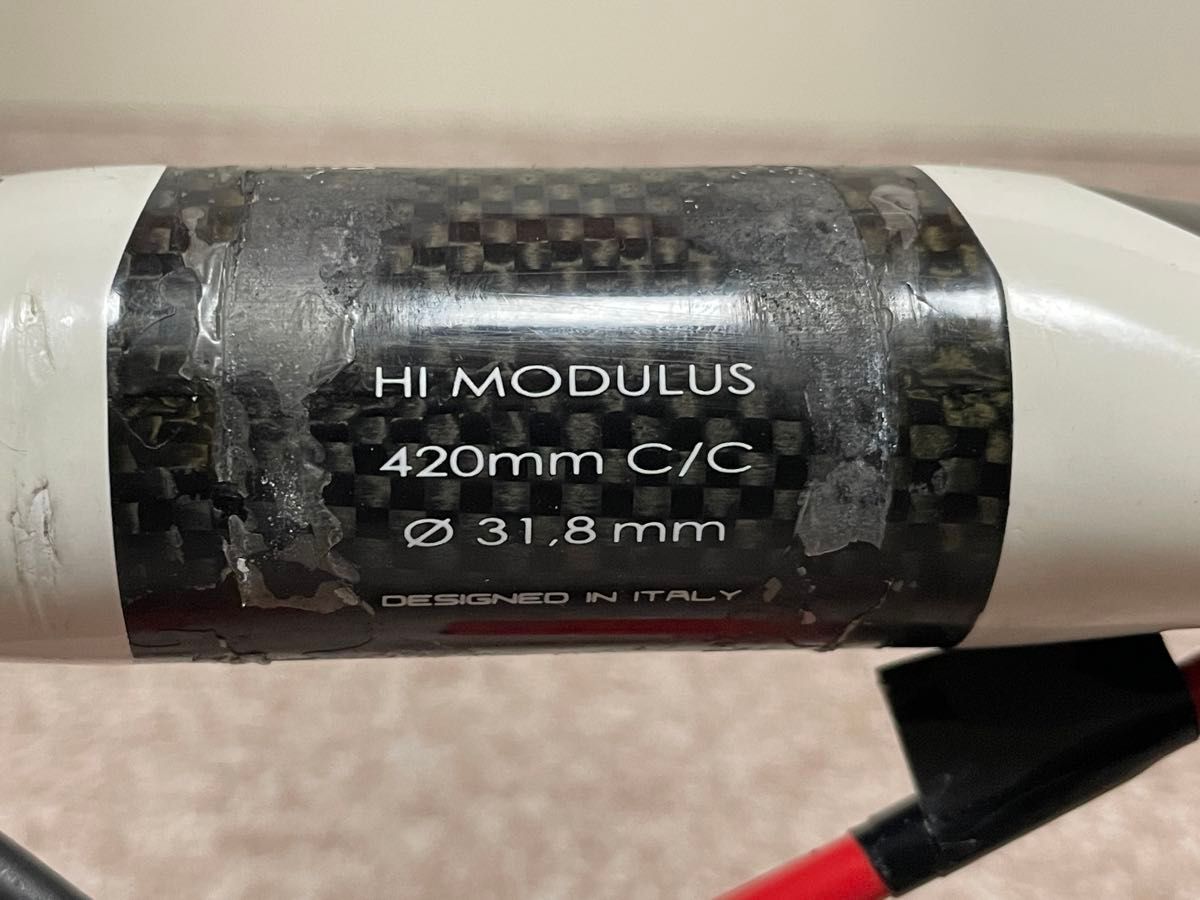 HI MODULUS
420mm C/C
Ø 31,8 mm
DESIGNED IN ITALY